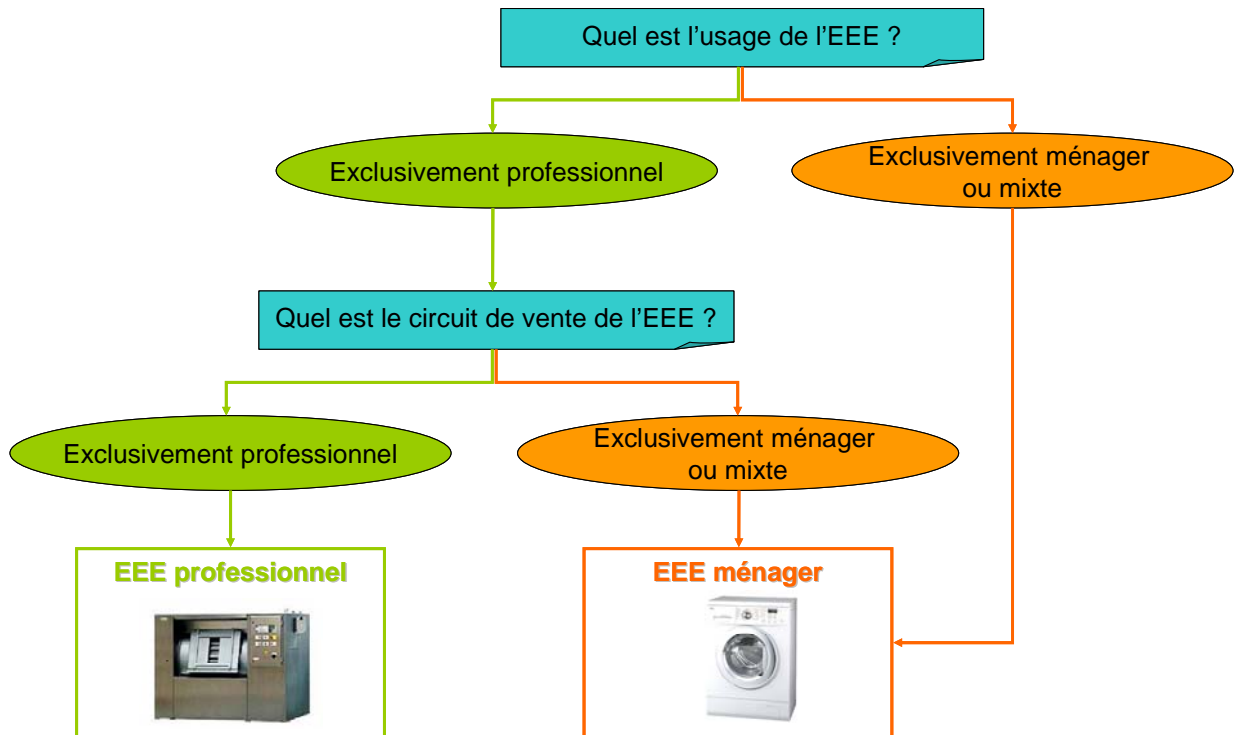 Quel est l’usage de l’EEE ?
Exclusivement professionnel
Exclusivement ménager
ou mixte
Quel est le circuit de vente de l’EEE ?
Exclusivement professionnel
Exclusivement ménager
ou mixte
EEE professionnel
EEE ménager